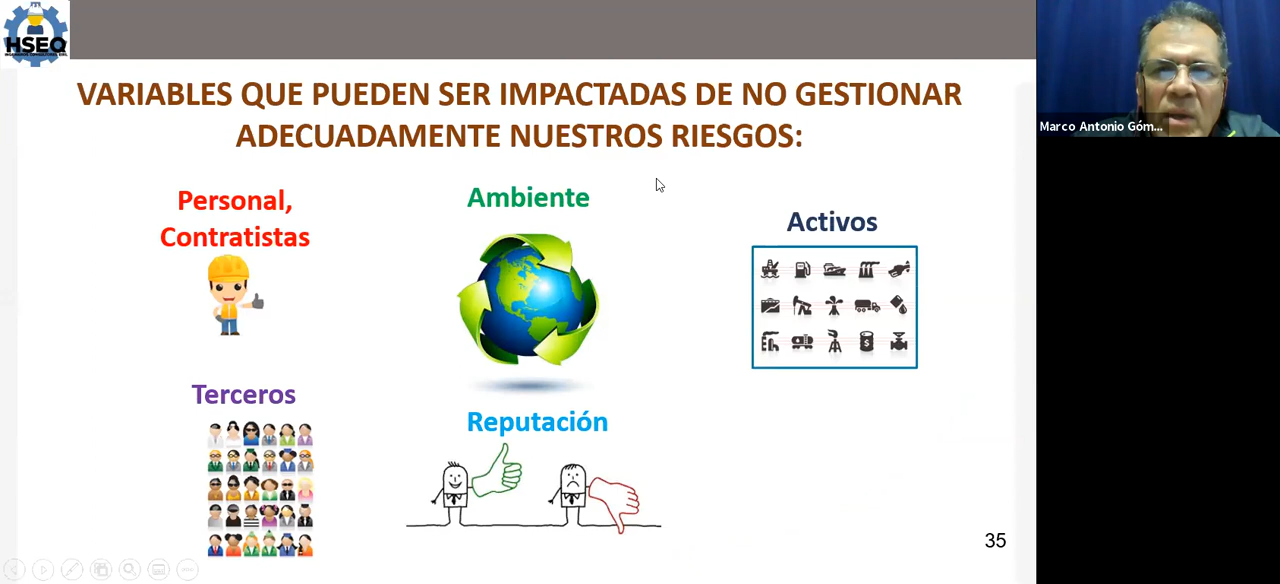 HSEQ
VARIABLES QUE PUEDEN SER IMPACTADAS DE NO GESTIONAR
ADECUADAMENTE NUESTROS RIESGOS:
Personal,
Contratistas
Ambiente
Activos
Terceros
Reputación
35
Marco Antonio Góm...